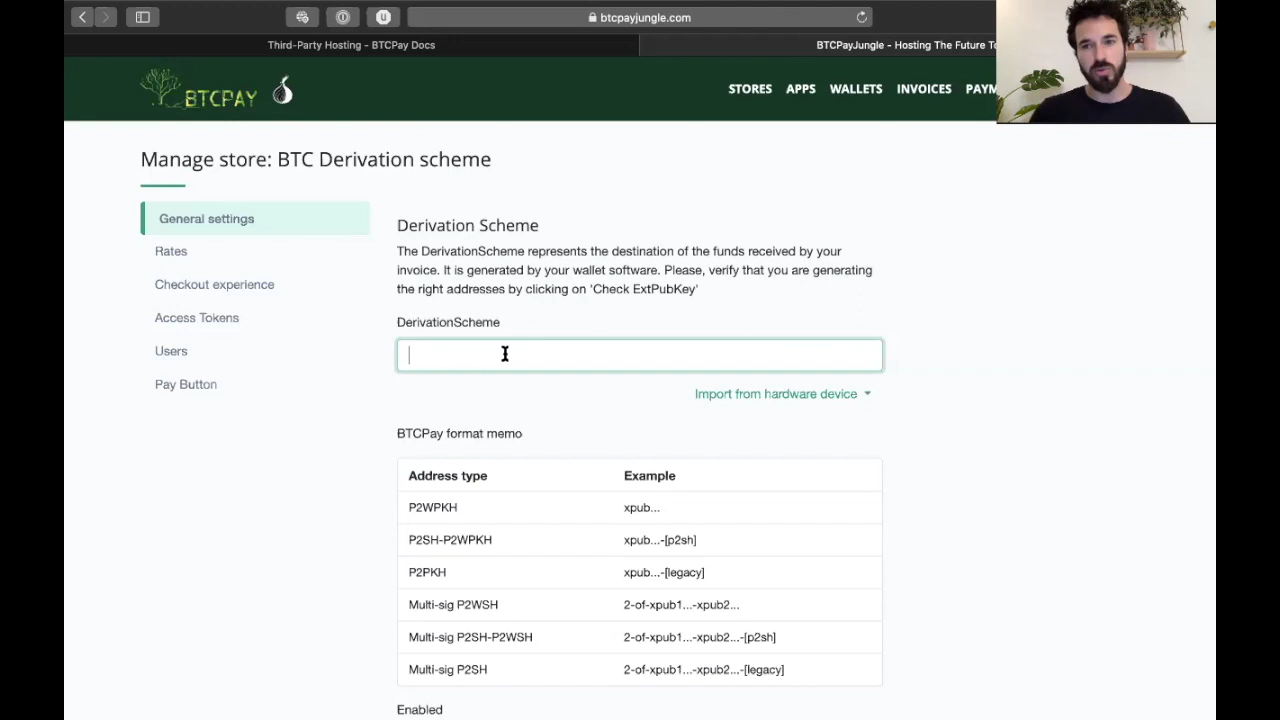 btcpayjungle.com
Third-Party Hosting - BTCPay Docs
BTCPayJungle - Hosting The Future To
BTCPAY
STORES APPS WALLETS INVOICES PAYM
Manage store: BTC Derivation scheme
General settings
Rates
Checkout experience
Access Tokens
Users
Pay Button
Derivation Scheme
The DerivationScheme represents the destination of the funds received by your
invoice. It is generated by your wallet software. Please, verify that you are generating
the right addresses by clicking on 'Check ExtPubKey'
DerivationScheme
Import from hardware device
BTCPay format memo
Address type Example
P2WPKH xpub...
P2SH-P2WPKH xpub...-[p2sh]
P2PKH xpub...-[legacy]
Multi-sig P2WSH 2-of-xpub1...-xpub2...
Multi-sig P2SH-P2WSH 2-of-xpub1...-xpub2...-[p2sh]
Multi-sig P2SH 2-of-xpub1...-xpub2...-[legacy]
Enabled